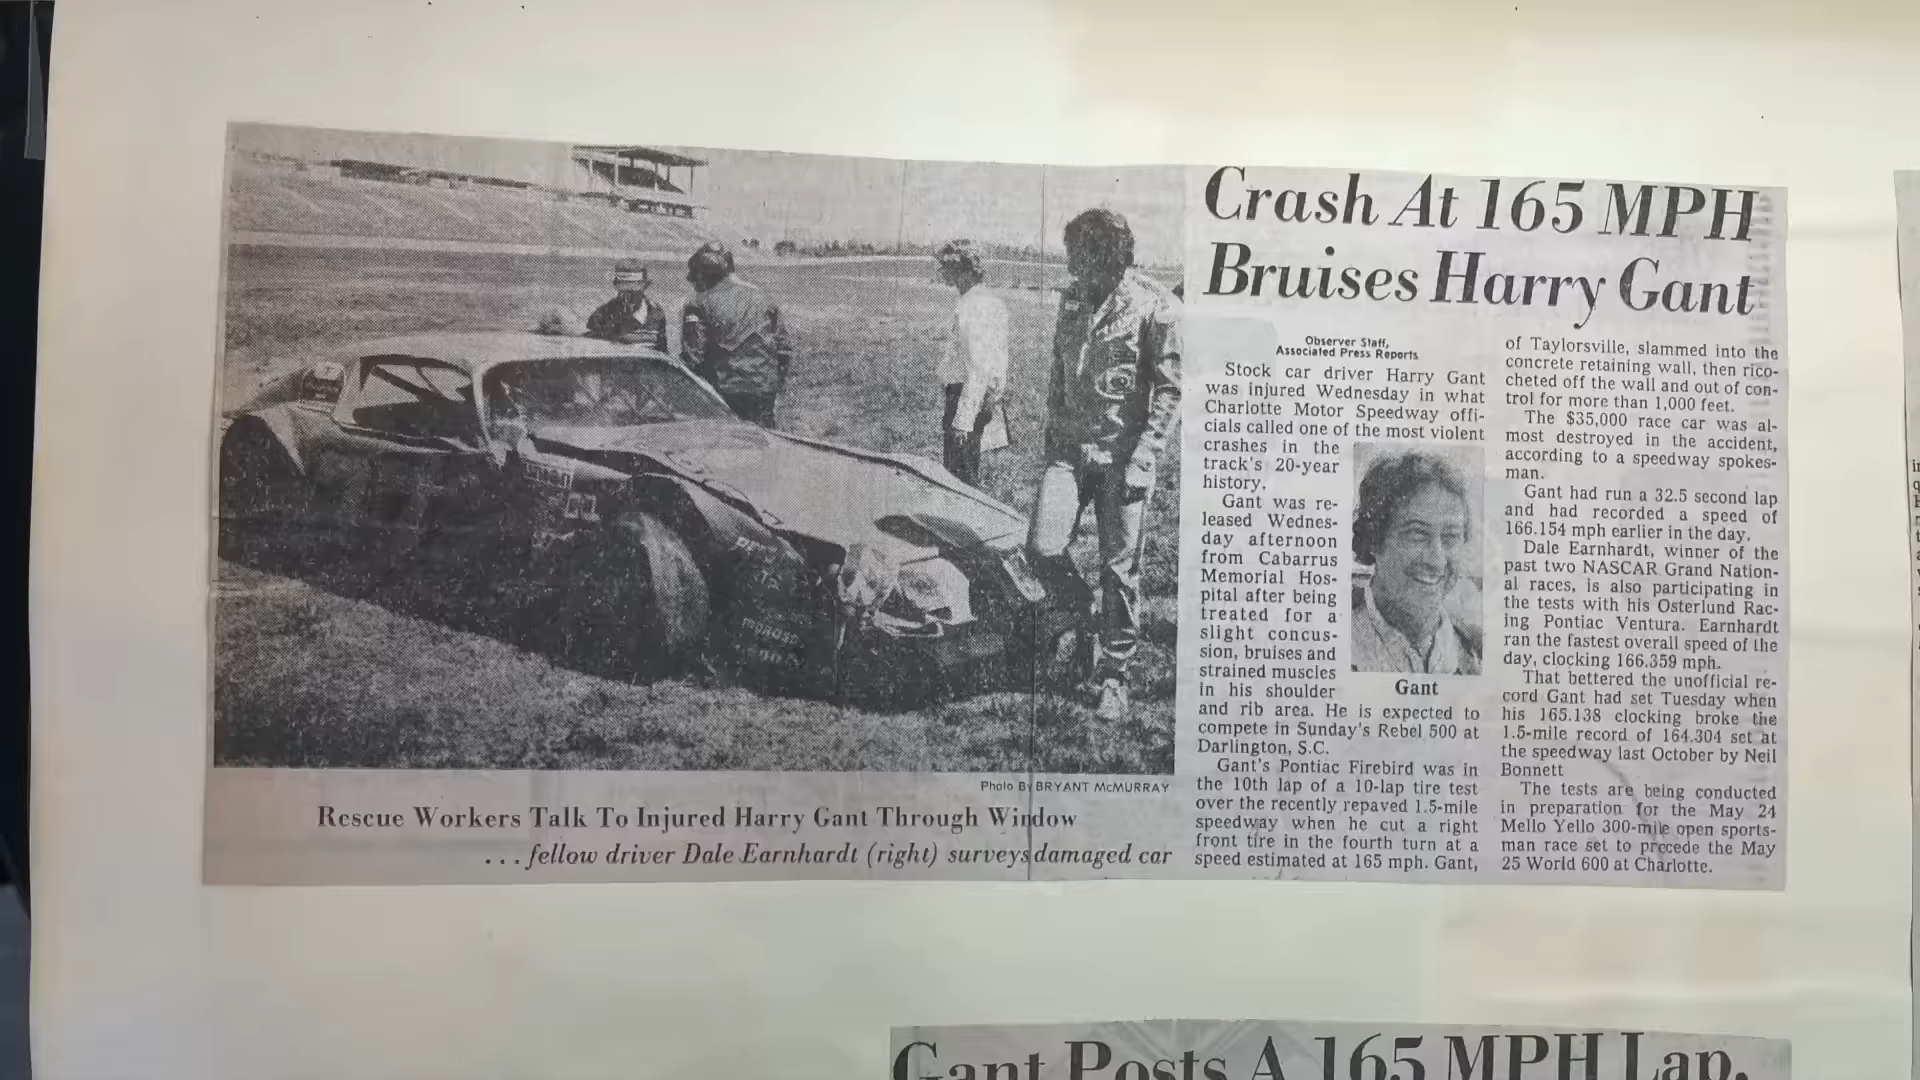 Crash At 165 MPH
Bruises Harry Gant
Observer Staff,
Associated Press Reports
Stock car driver Harry Gant
was injured Wednesday in what
Charlotte Motor Speedway offi-
cials called one of the most violent
crashes in the
track's 20-year
history.
Gant was re-
leased Wednes-
day afternoon
from Cabarrus
Memorial Hos-
pital after being
treated for a
slight concus-
sion, bruises and
strained muscles
in his shoulder
and rib area. He is expected to
compete in Sunday's Rebel 500 at
Darlington, S.C.
Gant's Pontiac Firebird was in
the 10th lap of a 10-lap tire test
over the recently repaved 1.5-mile
speedway when he cut a right
front tire in the fourth turn at a
speed estimated at 165 mph. Gant,
Gant
of Taylorsville, slammed into the
concrete retaining wall, then rico-
cheted off the wall and out of con-
trol for more than 1,000 feet.
The $35,000 race car was al-
most destroyed in the accident,
according to a speedway spokes-
man.
Gant had run a 32.5 second lap
and had recorded a speed of
166.154 mph earlier in the day.
Dale Earnhardt, winner of the
past two NASCAR Grand Nation-
al races, is also participating in
the tests with his Osterlund Rac-
ing Pontiac Ventura. Earnhardt
ran the fastest overall speed of the
day, clocking 166.359 mph.
That bettered the unofficial re-
cord Gant had set Tuesday when
his 165.138 clocking broke the
1.5-mile record of 164.304 set at
the speedway last October by Neil
Bonnett
The tests are being conducted
in preparation for the May 24
Mello Yello 300-mile open sports-
man race set to precede the May
25 World 600 at Charlotte.
Photo By BRYANT McMURRAY
Rescue Workers Talk To Injured Harry Gant Through Window
. . . fellow driver Dale Earnhardt (right) surveys damaged car
Gant Posts A 165 MPH Lap,